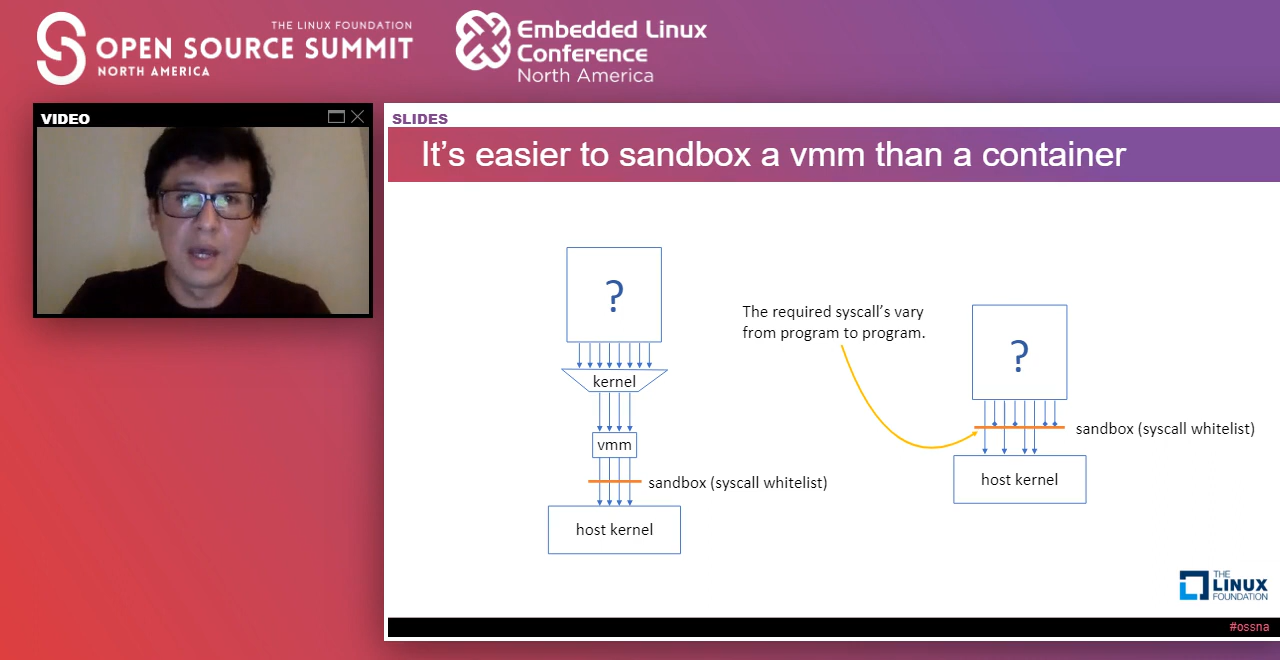 THE LINUX FOUNDATION
OPEN SOURCE SUMMIT
NORTH AMERICA
Embedded Linux
Conference
North America
VIDEO
SLIDES
It's easier to sandbox a vmm than a container
?
kernel
vmm
sandbox (syscall whitelist)
host kernel
The required syscall's vary
from program to program.
?
sandbox (syscall whitelist)
host kernel
THE
LINUX
FOUNDATION
#ossna